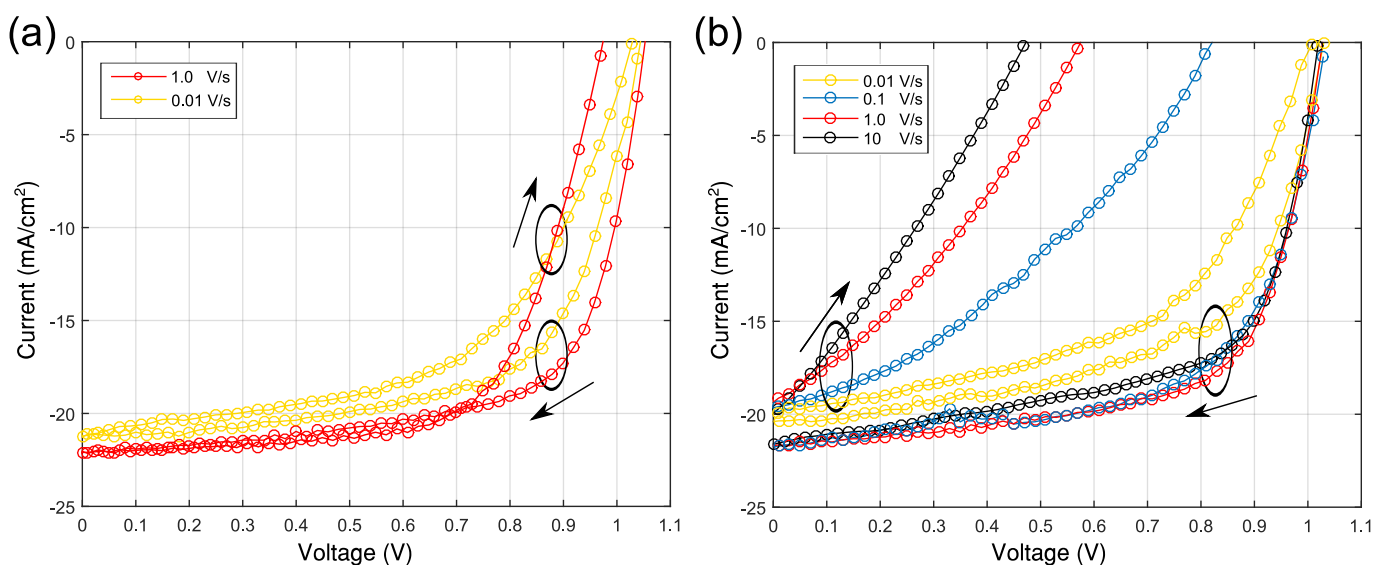 (a)
1.0 V/s
0.01 V/s
0
-5
-10
-15
-20
-25
Current (mA/cm²)
0 0.1 0.2 0.3 0.4 0.5 0.6 0.7 0.8 0.9 1 1.1
Voltage (V)
(b)
0.01 V/s
0.1 V/s
1.0 V/s
10 V/s
0
-5
-10
-15
-20
-25
Current (mA/cm²)
0 0.1 0.2 0.3 0.4 0.5 0.6 0.7 0.8 0.9 1 1.1
Voltage (V)